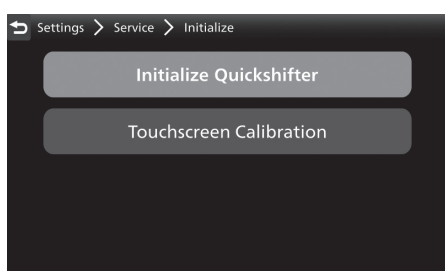 Settings > Service > Initialize
Initialize Quickshifter
Touchscreen Calibration